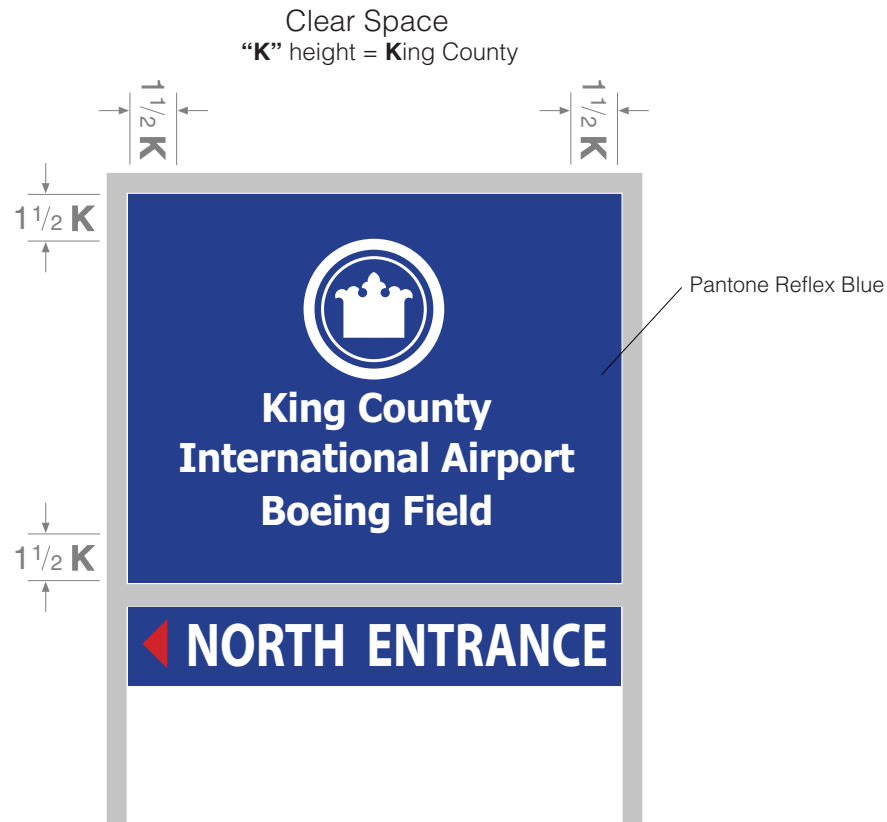 Clear Space
“K” height = King County
1 1/2 K
1 1/2 K
1 1/2 K
Pantone Reflex Blue
King County
International Airport
Boeing Field
1 1/2 K
NORTH ENTRANCE